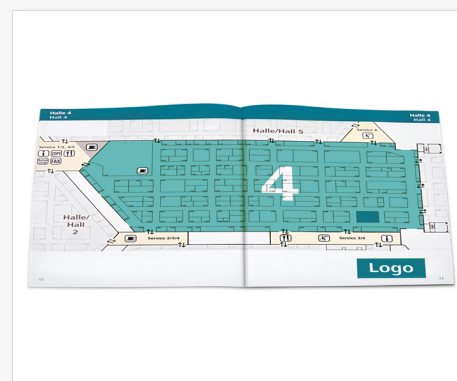 Halle 4
Hall 4
Halle 4
Hall 4
Halle/Hall 5
Service 4
Service 1/4, 4/5
4
Halle/
Hall
2
Service 2/3/4
Service 3/4
Logo